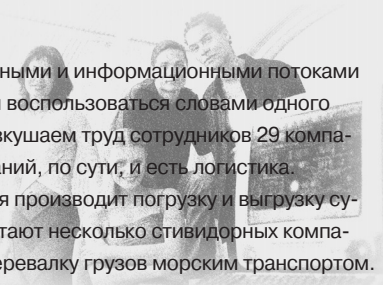 ными и информационными потоками
воспользоваться словами одного
вкушаем труд сотрудников 29 компа-
аний, по сути, и есть логистика.
я производит погрузку и выгрузку су-
тают несколько стивидорных компа-
еревалку грузов морским транспортом.